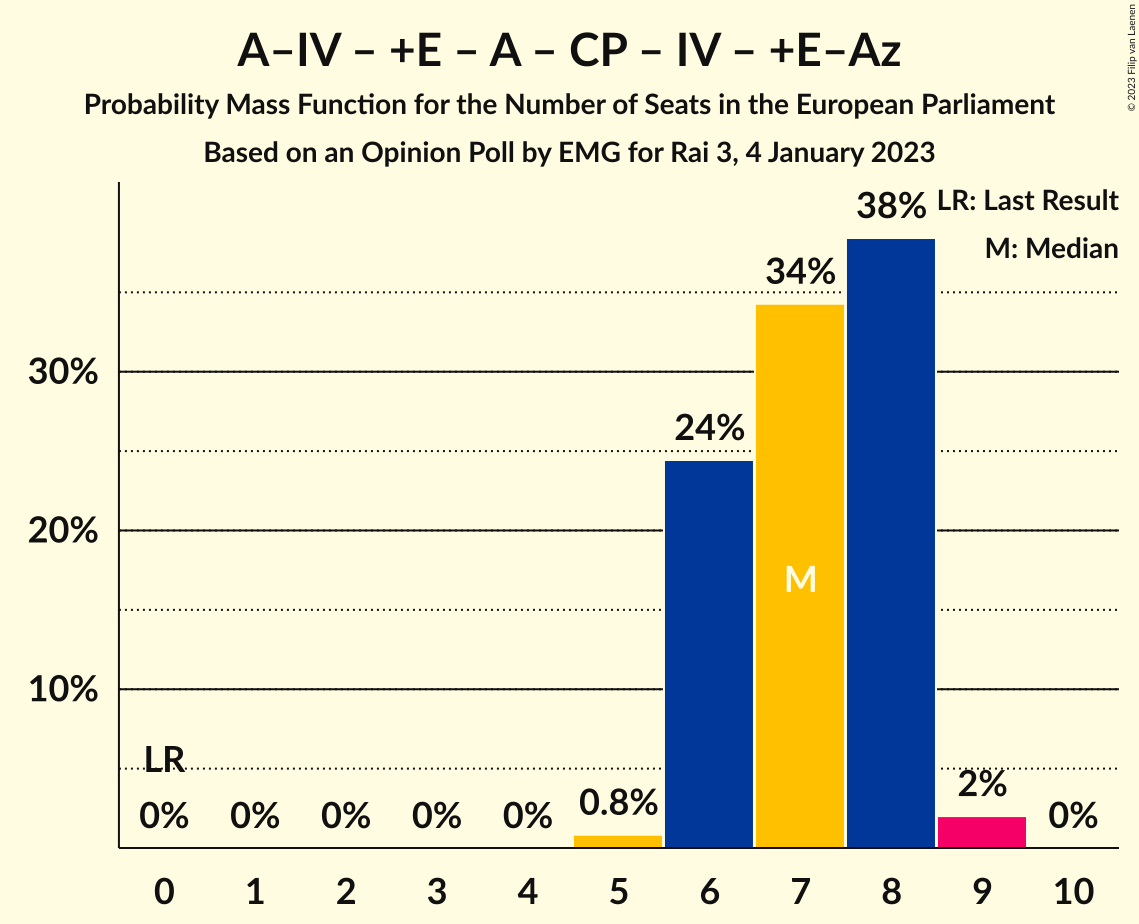 A–IV – +E – A – CP – IV – +E–Az
Probability Mass Function for the Number of Seats in the European Parliament
Based on an Opinion Poll by EMG for Rai 3, 4 January 2023
© 2023 Filip van Laenen
LR: Last Result
M: Median
38%
34%
30%
24%
20%
M
10%
LR
0% 0% 0% 0% 0% 0.8% 2% 0%
0 1 2 3 4 5 6 7 8 9 10